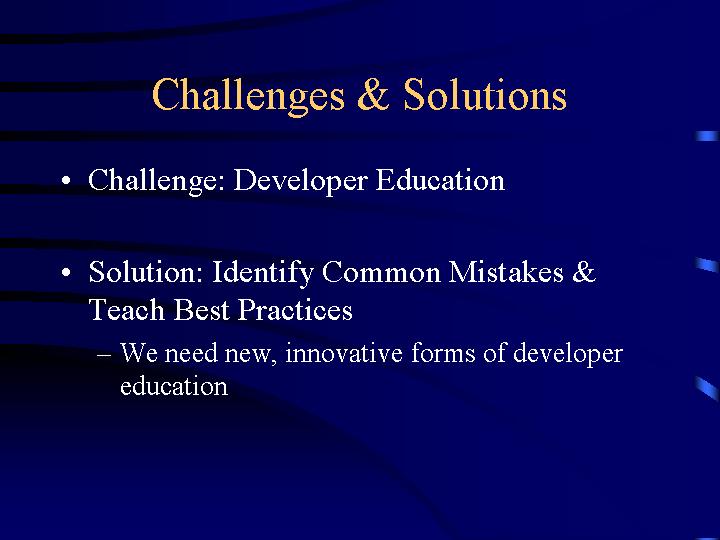 Challenges & Solutions
• Challenge: Developer Education
• Solution: Identify Common Mistakes &
Teach Best Practices
– We need new, innovative forms of developer
education